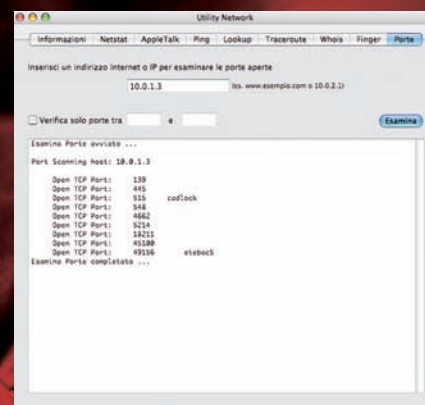 Utility Network
Informazioni Netstat AppleTalk Ping Lookup Traceroute Whois Finger Porte
Inserisci un indirizzo Internet o IP per esaminare le porte aperte
10.0.1.3 (es. www.esempio.com o 10.0.2.1)
Verifica solo porte tra e Esamina
Esamina Porte avviato ...
Port Scanning host: 10.0.1.3
Open TCP Port: 139
Open TCP Port: 445
Open TCP Port: 515
Open TCP Port: 548
Open TCP Port: 4662
Open TCP Port: 5214
Open TCP Port: 18211
Open TCP Port: 45100
Open TCP Port: 49156
Esamina Porte completato ...